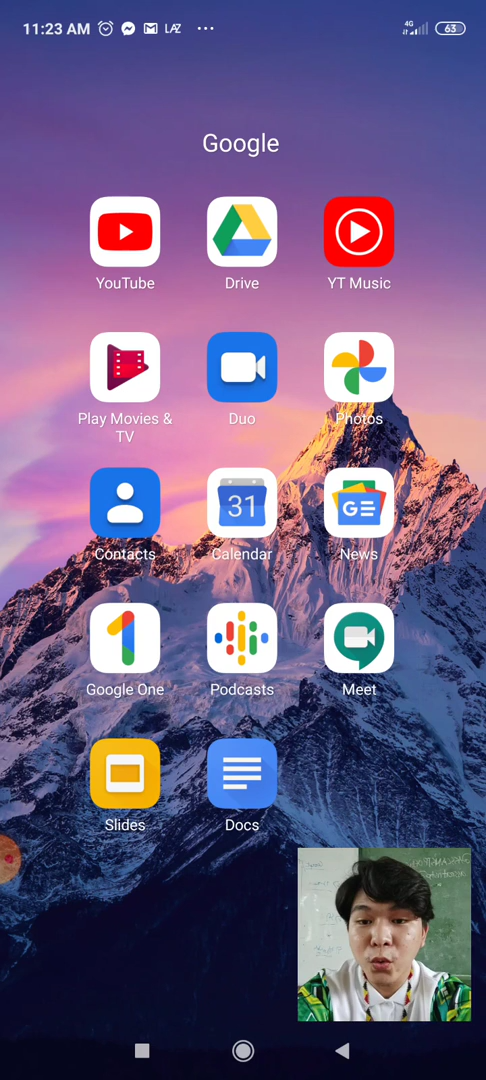 11:23 AM LAZ
4G 63
Google
YouTube Drive YT Music
Play Movies & TV Duo Photos
31 GE
Contacts Calendar News
Google One Podcasts Meet
Slides Docs